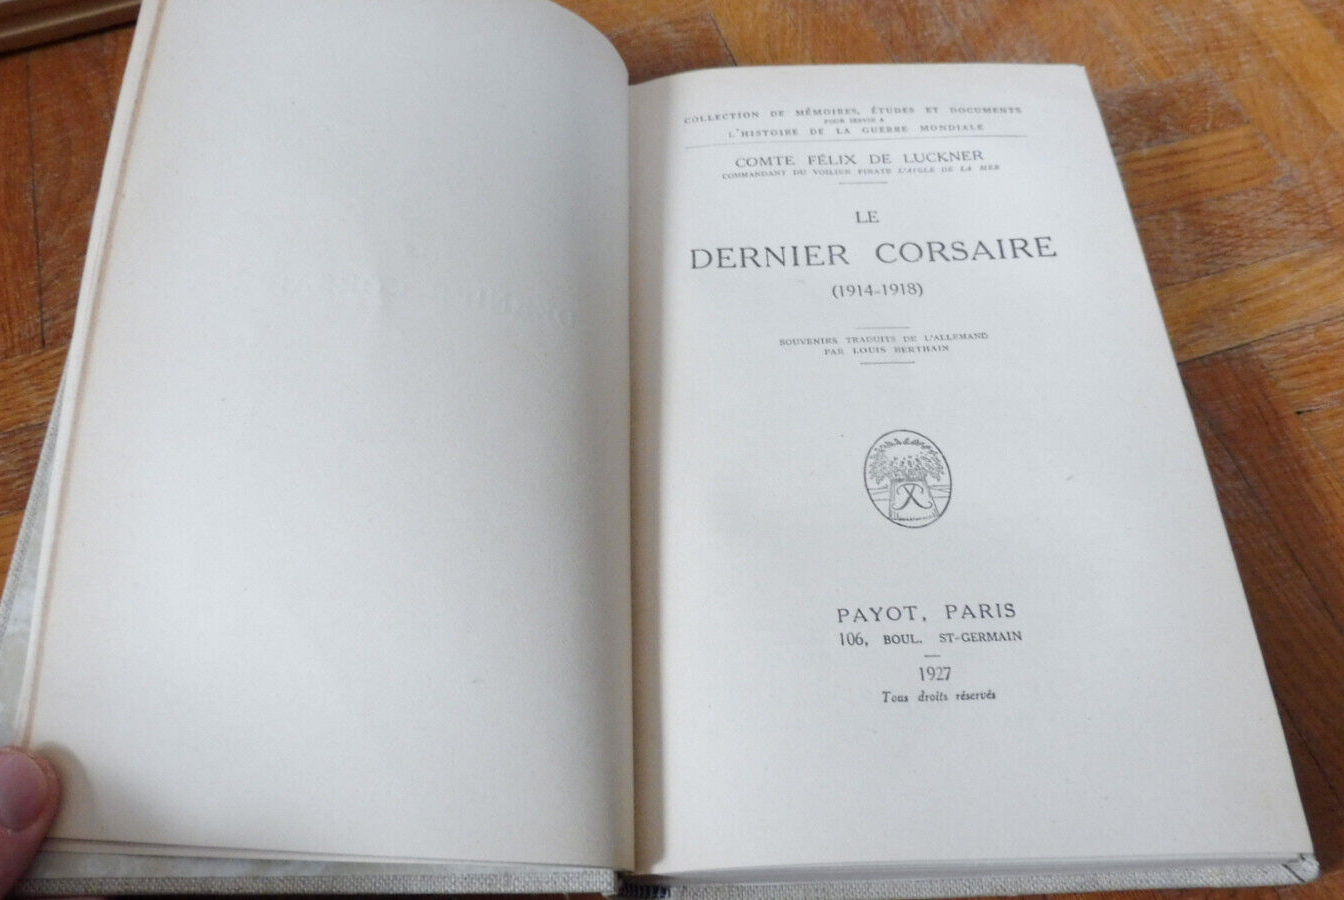 COLLECTION DE MÉMOIRES, ÉTUDES ET DOCUMENTS
POUR SERVIR A
L'HISTOIRE DE LA GUERRE MONDIALE
COMTE FÉLIX DE LUCKNER
COMMANDANT DU VOILIER PIRATE L'AIGLE DE LA MER
LE
DERNIER CORSAIRE
(1914-1918)
SOUVENIRS TRADUITS DE L'ALLEMAND
PAR LOUIS BERTHAIN
PAYOT, PARIS
106, BOUL. ST-GERMAIN
1927
Tous droits réservés